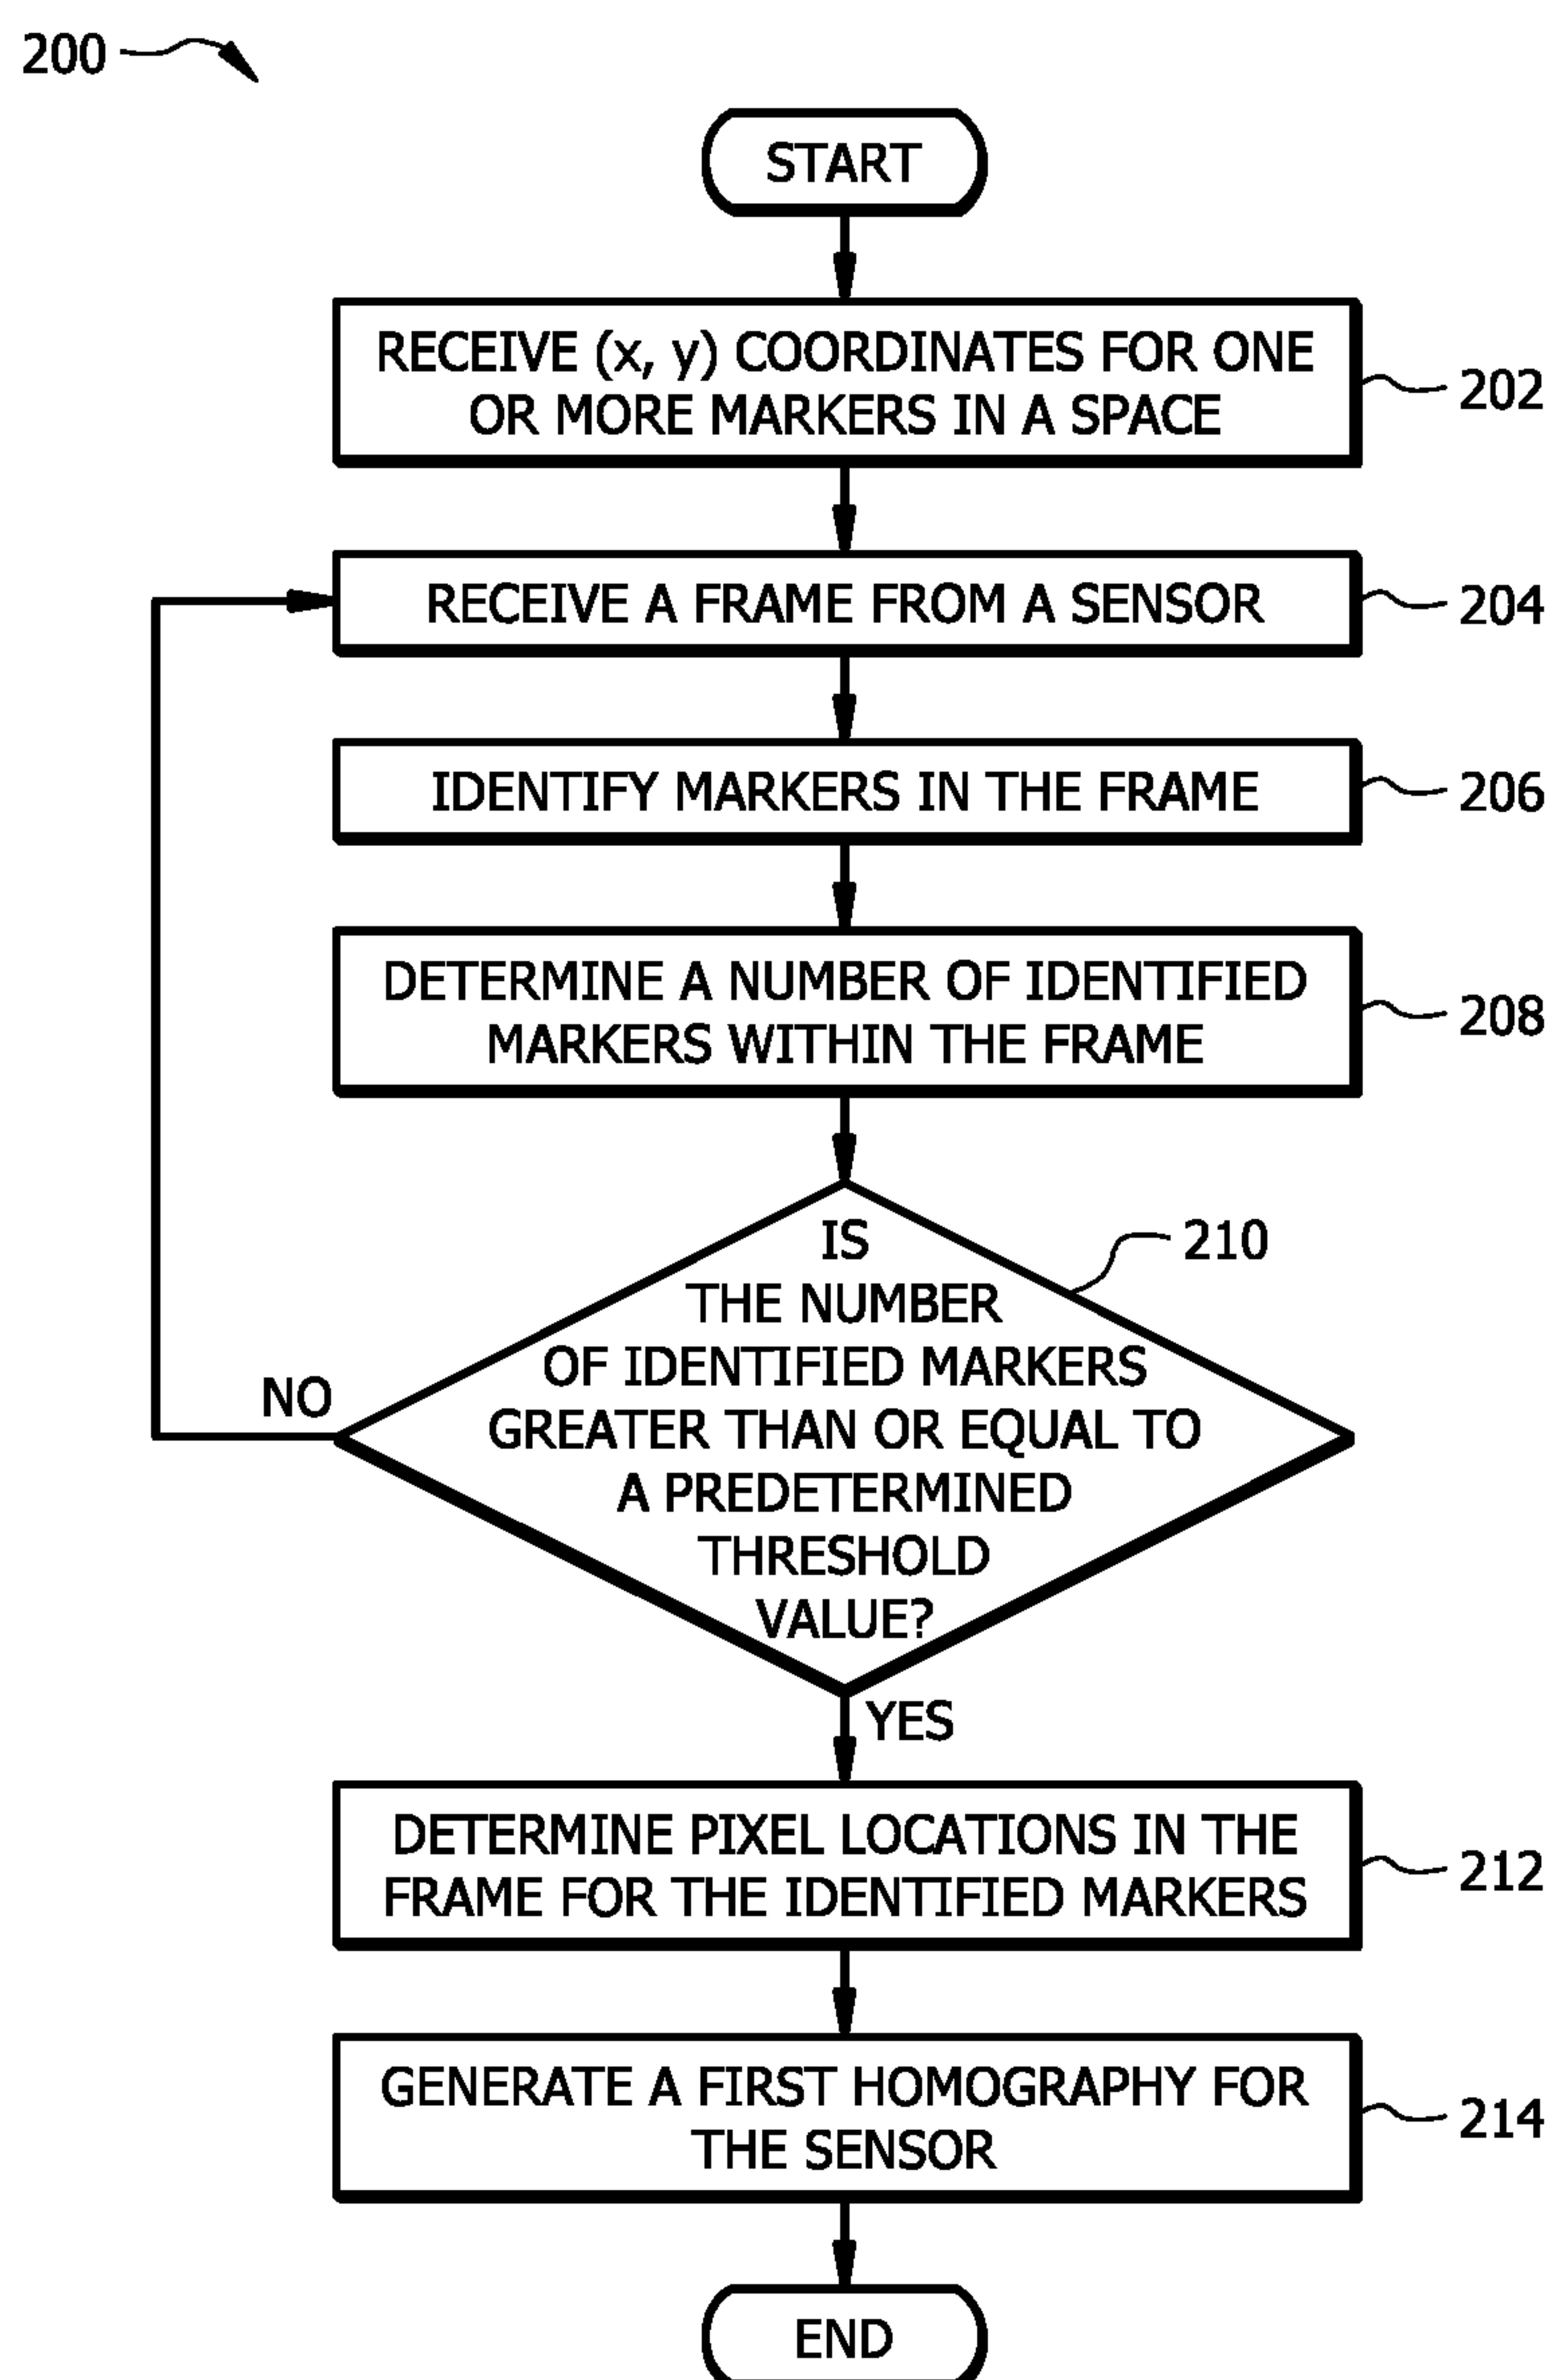 200
START
RECEIVE (x, y) COORDINATES FOR ONE
OR MORE MARKERS IN A SPACE
202
RECEIVE A FRAME FROM A SENSOR
204
IDENTIFY MARKERS IN THE FRAME
206
DETERMINE A NUMBER OF IDENTIFIED
MARKERS WITHIN THE FRAME
208
IS
THE NUMBER
OF IDENTIFIED MARKERS
GREATER THAN OR EQUAL TO
A PREDETERMINED
THRESHOLD
VALUE?
210
NO
YES
DETERMINE PIXEL LOCATIONS IN THE
FRAME FOR THE IDENTIFIED MARKERS
212
GENERATE A FIRST HOMOGRAPHY FOR
THE SENSOR
214
END